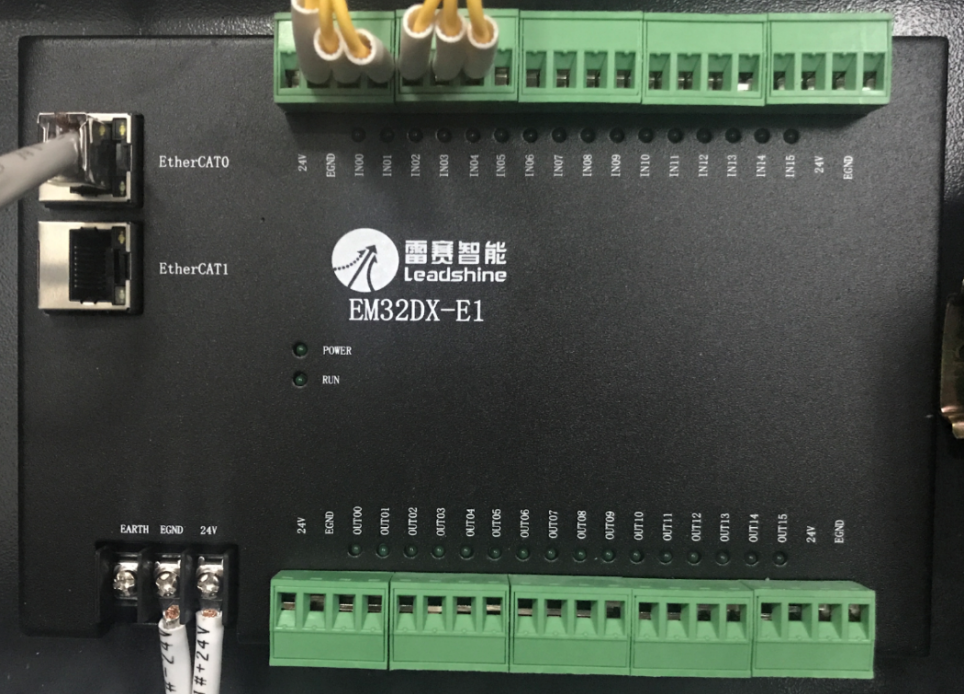 24V EGND IN00 IN01 IN02 IN03 IN04 IN05 IN06 IN07 IN08 IN09 IN10 IN11 IN12 IN13 IN14 IN15 24V EGND
EtherCAT0
EtherCAT1
雷赛智能
Leadshine
EM32DX-E1
POWER
RUN
24V EGND OUT00 OUT01 OUT02 OUT03 OUT04 OUT05 OUT06 OUT07 OUT08 OUT09 OUT10 OUT11 OUT12 OUT13 OUT14 OUT15 24V EGND
EARTH EGND 24V
#-24V
#+24V